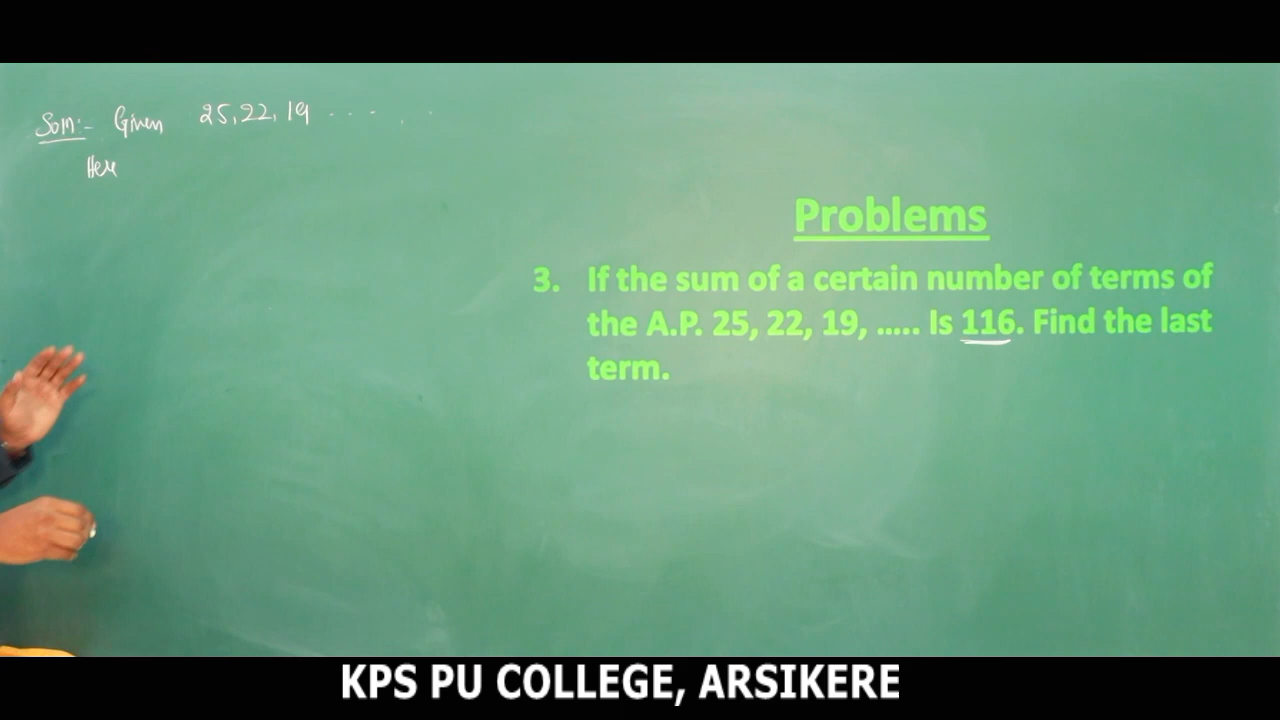 Soln:- Given 25, 22, 19 - - - . .
Here
Problems
3. If the sum of a certain number of terms of
the A.P. 25, 22, 19, ..... Is 116. Find the last
term.
KPS PU COLLEGE, ARSIKERE